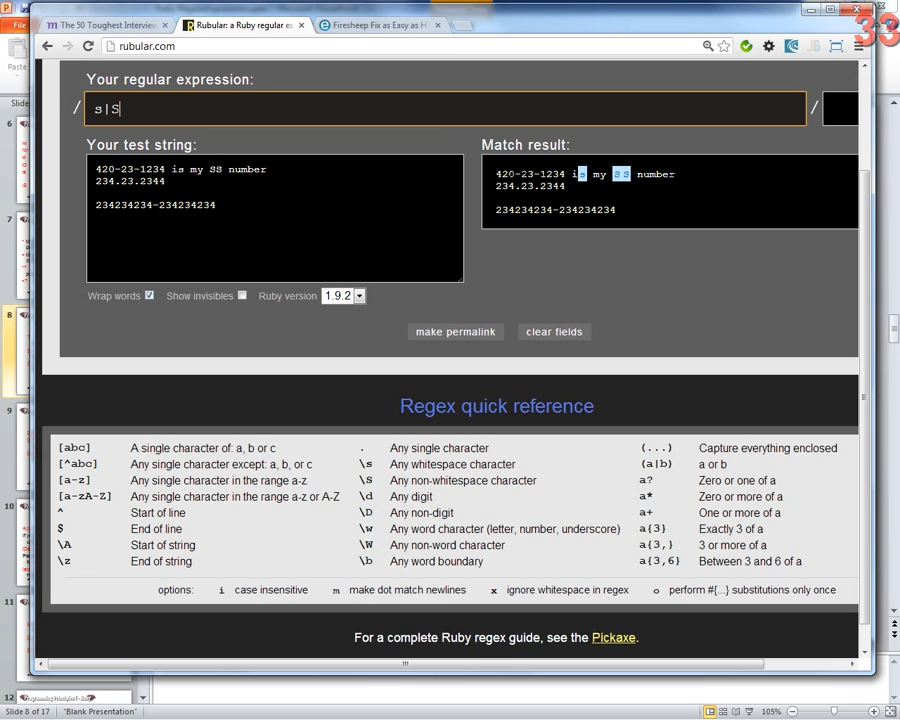 The 50 Toughest Interview
Rubular: a Ruby regular ex
Firesheep Fix as Easy as HT
33
File
rubular.com
Paste
Slide
Your regular expression:
/ s|S /
Your test string:
Match result:
420-23-1234 is my SS number
234.23.2344
234234234-234234234
420-23-1234 is my SS number
234.23.2344
234234234-234234234
Wrap words Show invisibles Ruby version 1.9.2
make permalink clear fields
Regex quick reference
[abc] A single character of: a, b or c . Any single character (...) Capture everything enclosed
[^abc] Any single character except: a, b, or c \s Any whitespace character (a|b) a or b
[a-z] Any single character in the range a-z \S Any non-whitespace character a? Zero or one of a
[a-zA-Z] Any single character in the range a-z or A-Z \d Any digit a* Zero or more of a
^ Start of line \D Any non-digit a+ One or more of a
$ End of line \w Any word character (letter, number, underscore) a{3} Exactly 3 of a
\A Start of string \W Any non-word character a{3,} 3 or more of a
\z End of string \b Any word boundary a{3,6} Between 3 and 6 of a
options: i case insensitive m make dot match newlines x ignore whitespace in regex o perform #{...} substitutions only once
For a complete Ruby regex guide, see the Pickaxe.
6
7
8
9
10
11
12
Slide 8 of 17 "Blank Presentation" 105%